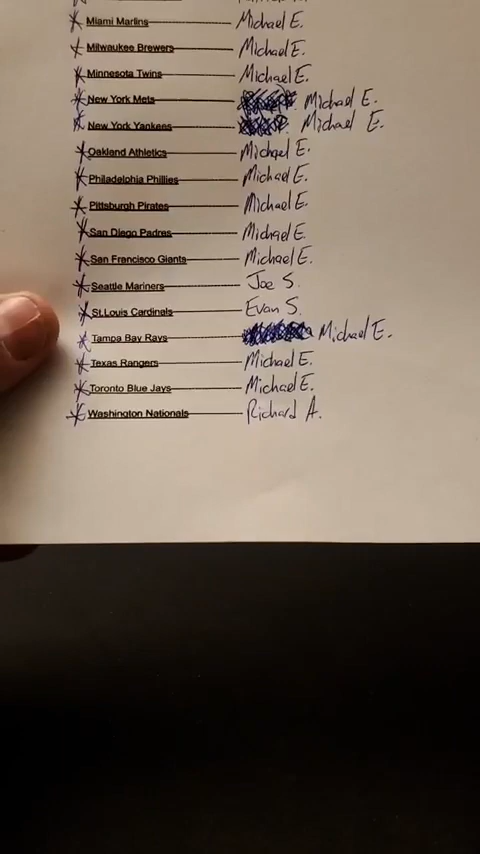 Miami Marlins Michael E.
Milwaukee Brewers Michael E.
Minnesota Twins Michael E.
New York Mets Michael E.
New York Yankees Michael E.
Oakland Athletics Michael E.
Philadelphia Phillies Michael E.
Pittsburgh Pirates Michael E.
San Diego Padres Michael E.
San Francisco Giants Michael E.
Seattle Mariners Joe S.
St.Louis Cardinals Evan S.
Tampa Bay Rays Michael E.
Texas Rangers Michael E.
Toronto Blue Jays Michael E.
Washington Nationals Richard A.